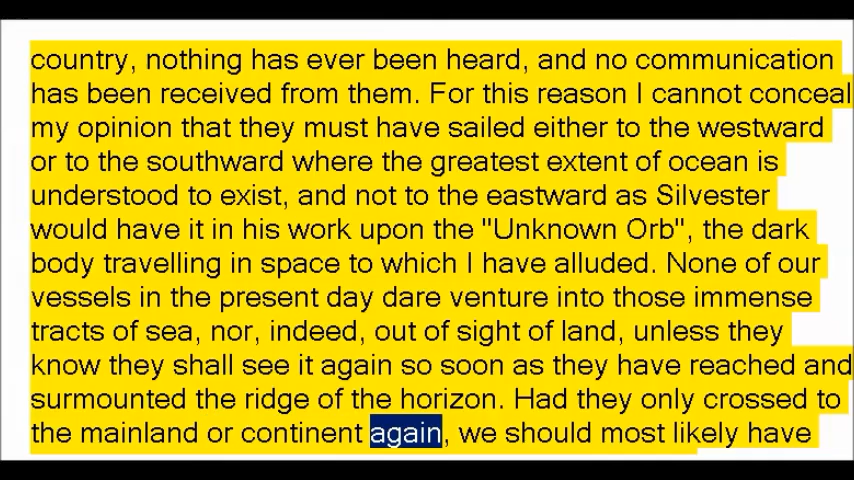 country, nothing has ever been heard, and no communication
has been received from them. For this reason I cannot conceal
my opinion that they must have sailed either to the westward
or to the southward where the greatest extent of ocean is
understood to exist, and not to the eastward as Silvester
would have it in his work upon the "Unknown Orb", the dark
body travelling in space to which I have alluded. None of our
vessels in the present day dare venture into those immense
tracts of sea, nor, indeed, out of sight of land, unless they
know they shall see it again so soon as they have reached and
surmounted the ridge of the horizon. Had they only crossed to
the mainland or continent again, we should most likely have